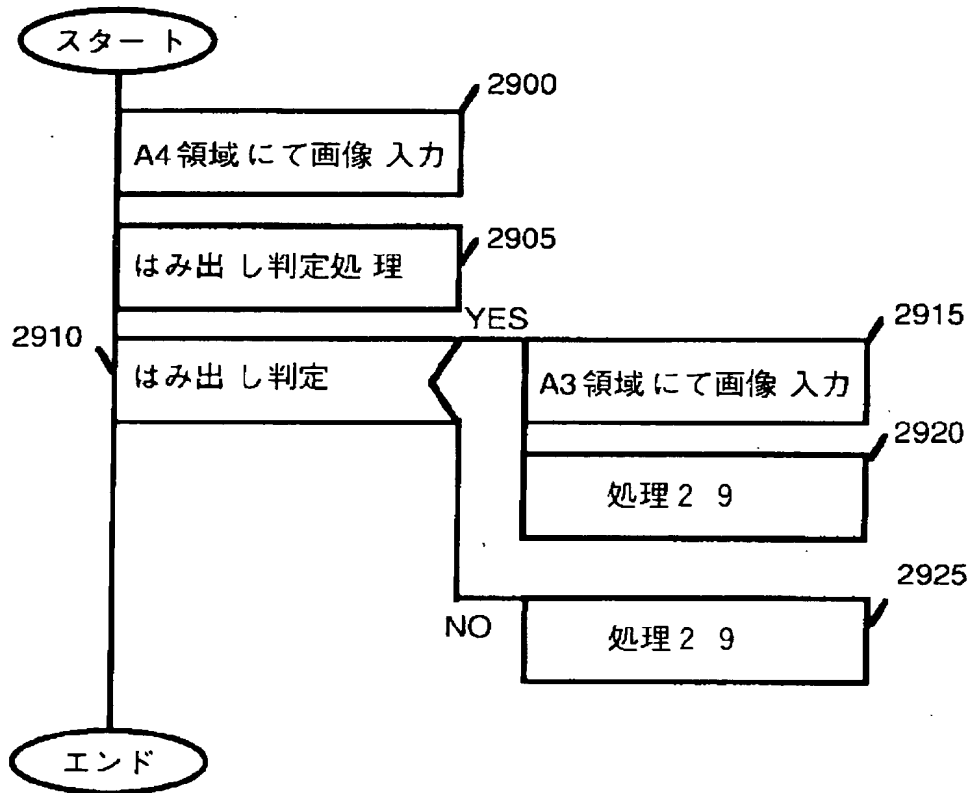 スタート
2900
A4領域にて画像入力
2905
はみ出し判定処理
YES
2910
はみ出し判定
2915
A3領域にて画像入力
2920
処理29
2925
NO
処理29
エンド